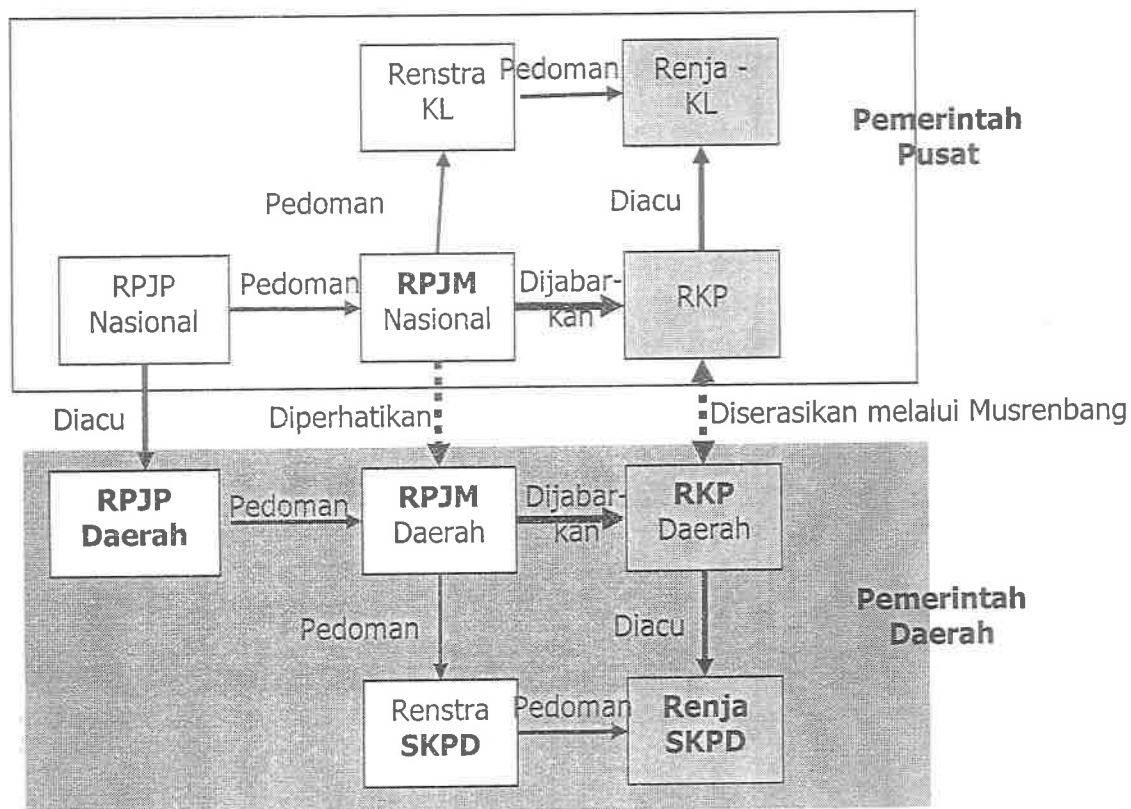 Renstra
KL
Pedoman
Renja -
KL
Pemerintah
Pusat
Pedoman
Diacu
RPJP
Nasional
Pedoman
RPJM
Nasional
Dijabar-
kan
RKP
Diacu
Diperhatikan
Diserasikan melalui Musrenbang
RPJP
Daerah
Pedoman
RPJM
Daerah
Dijabar-
kan
RKP
Daerah
Pemerintah
Daerah
Pedoman
Diacu
Renstra
SKPD
Pedoman
Renja
SKPD